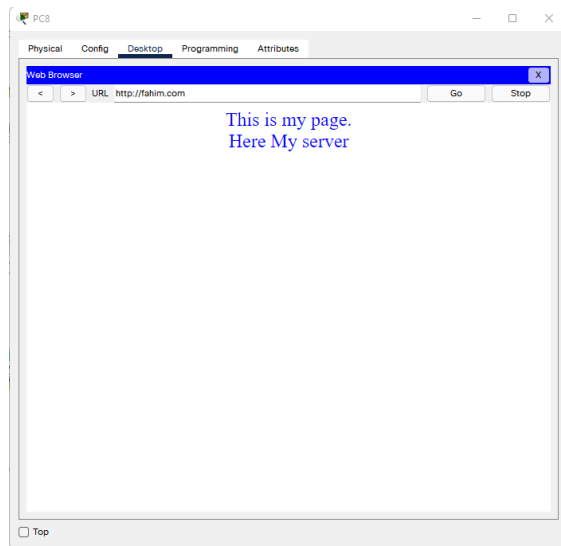 PC8
Physical Config Desktop Programming Attributes
Web Browser X
< > URL http://fahim.com Go Stop
This is my page.
Here My server
Top